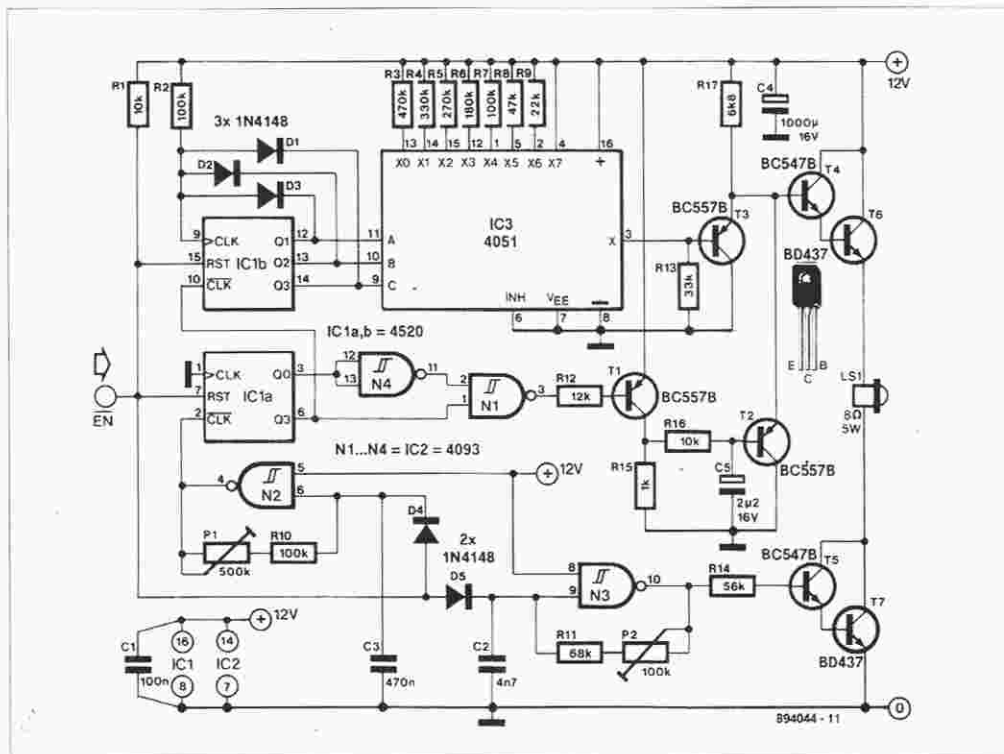 R1
10k
R2
100k
3x 1N4148
D1
D2
D3
R3 R4 R5 R6 R7 R8 R9
470k 330k 270k 180k 100k 47k 22k
13 14 15 12 1 5 2 4 16
X0 X1 X2 X3 X4 X5 X6 X7 +
R17
6k8
C4
1000µ
16V
+
12V
BC547B
T4
T6
BC557B
T3
BD437
E C B
9 CLK Q1 12
15 RST IC1b Q2 13
10 CLK Q3 14
11 A
10 B
9 C
IC3
4051
X 3
INH VEE
6 7 8
R13
33k
IC1a,b = 4520
EN
1 CLK Q0 3
7 RST IC1a
2 CLK Q3 6
12
13
N4
11
2
1
N1
3
R12
12k
T1
BC557B
R16
10k
T2
BC557B
R15
1k
C5
2µ2
16V
LS1
8Ω
5W
N1...N4 = IC2 = 4093
4
N2
5
6
+ 12V
P1
500k
R10
100k
D4
2x
1N4148
D5
8
9
N3
10
R14
56k
BC547B
T5
T7
BD437
R11
68k
P2
100k
C1
100n
16
IC1
8
14
IC2
7
+ 12V
C3
470n
C2
4n7
0
894044 - 11